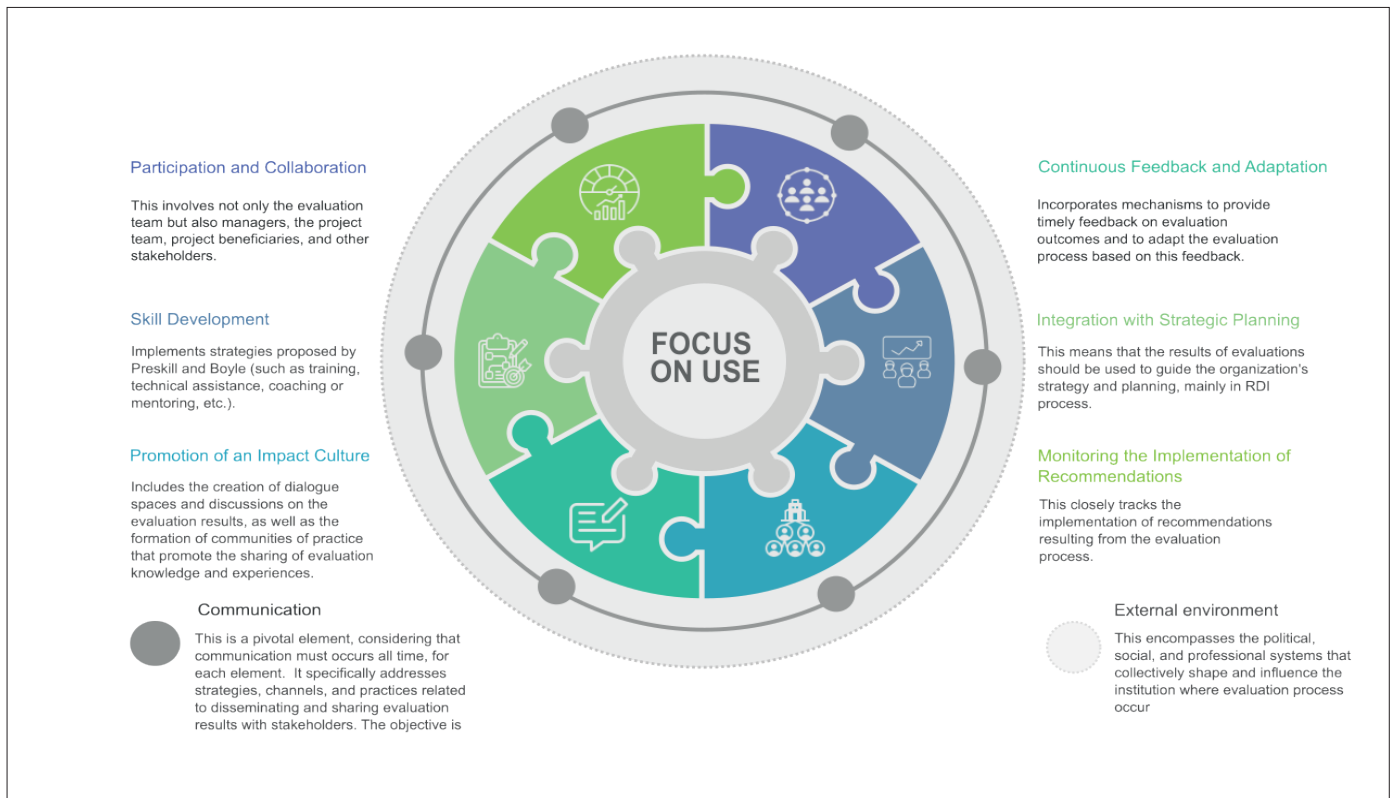 Participation and Collaboration
This involves not only the evaluation
team but also managers, the project
team, project beneficiaries, and other
stakeholders.
Skill Development
Implements strategies proposed by
Preskill and Boyle (such as training,
technical assistance, coaching or
mentoring, etc.).
Promotion of an Impact Culture
Includes the creation of dialogue
spaces and discussions on the
evaluation results, as well as the
formation of communities of practice
that promote the sharing of evaluation
knowledge and experiences.
Communication
This is a pivotal element, considering that
communication must occurs all time, for
each element. It specifically addresses
strategies, channels, and practices related
to disseminating and sharing evaluation
results with stakeholders. The objective is
FOCUS
ON USE
Continuous Feedback and Adaptation
Incorporates mechanisms to provide
timely feedback on evaluation
outcomes and to adapt the evaluation
process based on this feedback.
Integration with Strategic Planning
This means that the results of evaluations
should be used to guide the organization's
strategy and planning, mainly in RDI
process.
Monitoring the Implementation of
Recommendations
This closely tracks the
implementation of recommendations
resulting from the evaluation
process.
External environment
This encompasses the political,
social, and professional systems that
collectively shape and influence the
institution where evaluation process
occur